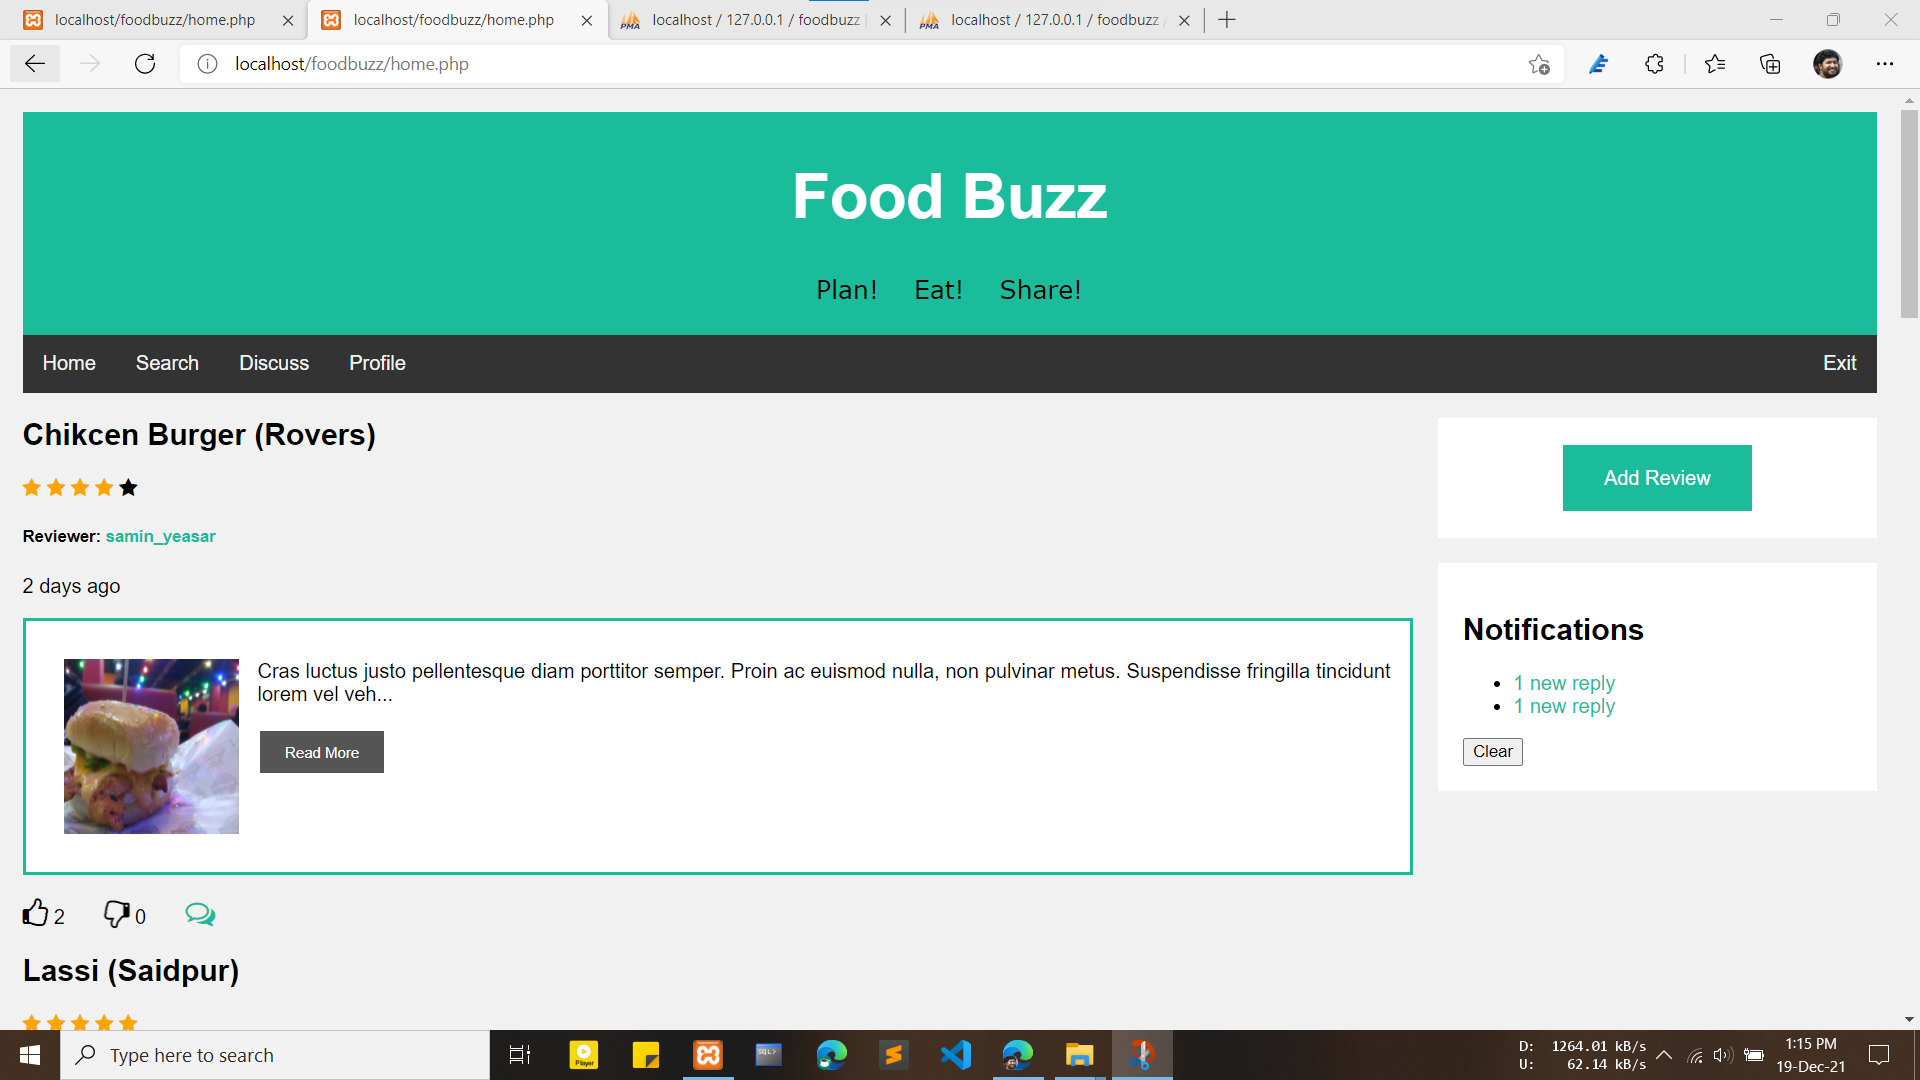 localhost/foodbuzz/home.php
localhost/foodbuzz/home.php
localhost / 127.0.0.1 / foodbuzz
localhost / 127.0.0.1 / foodbuzz
localhost/foodbuzz/home.php
Food Buzz
Plan! Eat! Share!
Home Search Discuss Profile Exit
Chikcen Burger (Rovers)
Reviewer: samin_yeasar
2 days ago
Cras luctus justo pellentesque diam porttitor semper. Proin ac euismod nulla, non pulvinar metus. Suspendisse fringilla tincidunt
lorem vel veh...
Read More
2 0
Lassi (Saidpur)
Add Review
Notifications
1 new reply
1 new reply
Clear
Type here to search
Player
SQL>
D: 1264.01 kB/s
U: 62.14 kB/s
1:15 PM
19-Dec-21